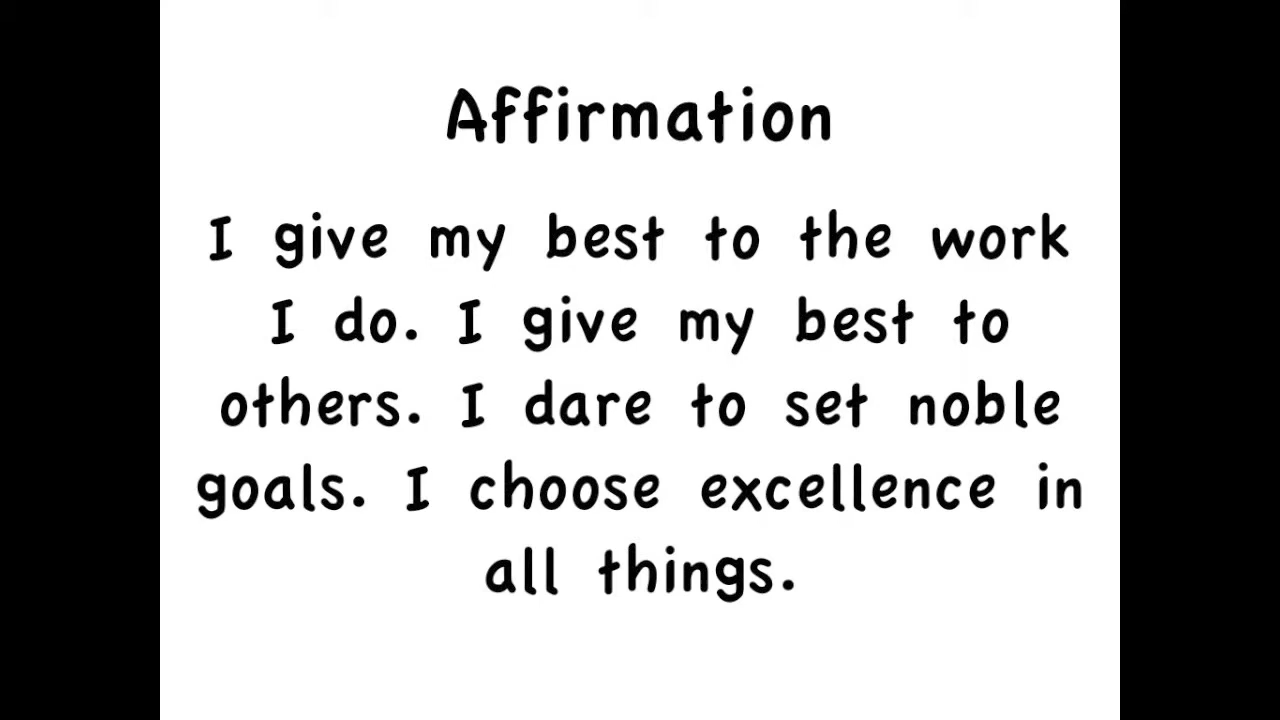 Affirmation
I give my best to the work
I do. I give my best to
others. I dare to set noble
goals. I choose excellence in
all things.